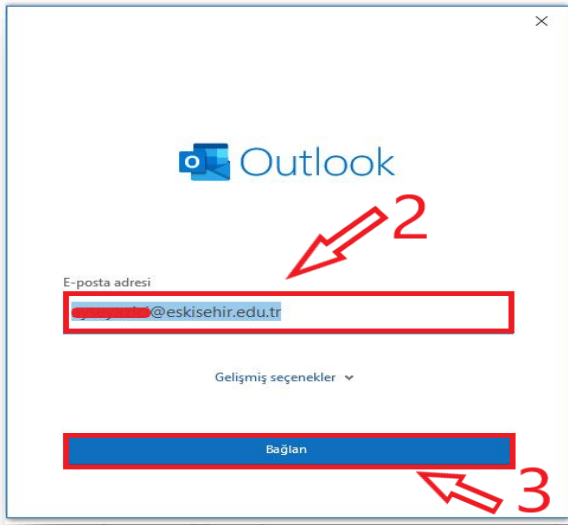 Outlook
2
E-posta adresi
@eskisehir.edu.tr
Gelişmiş seçenekler
Bağlan
3